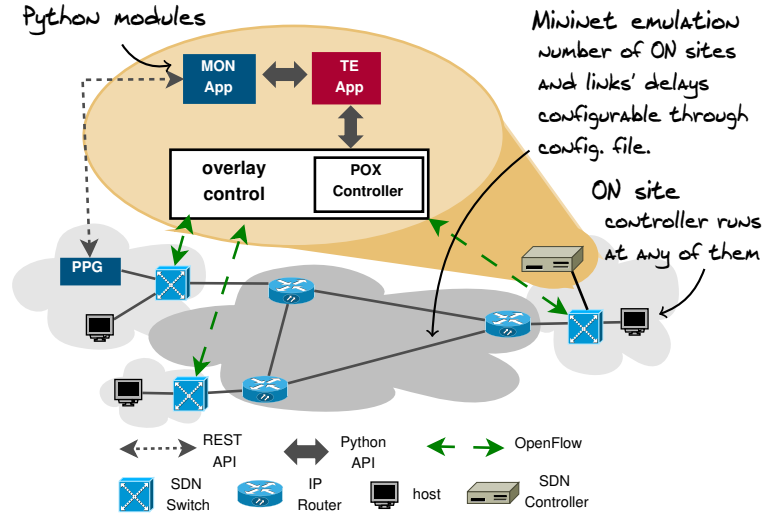 Python modules
MON
App
TE
App
overlay
control
POX
Controller
Mininet emulation
number of ON sites
and links' delays
configurable through
config. file.
ON site
controller runs
at any of them
PPG
REST
API
Python
API
OpenFlow
SDN
Switch
IP
Router
host
SDN
Controller